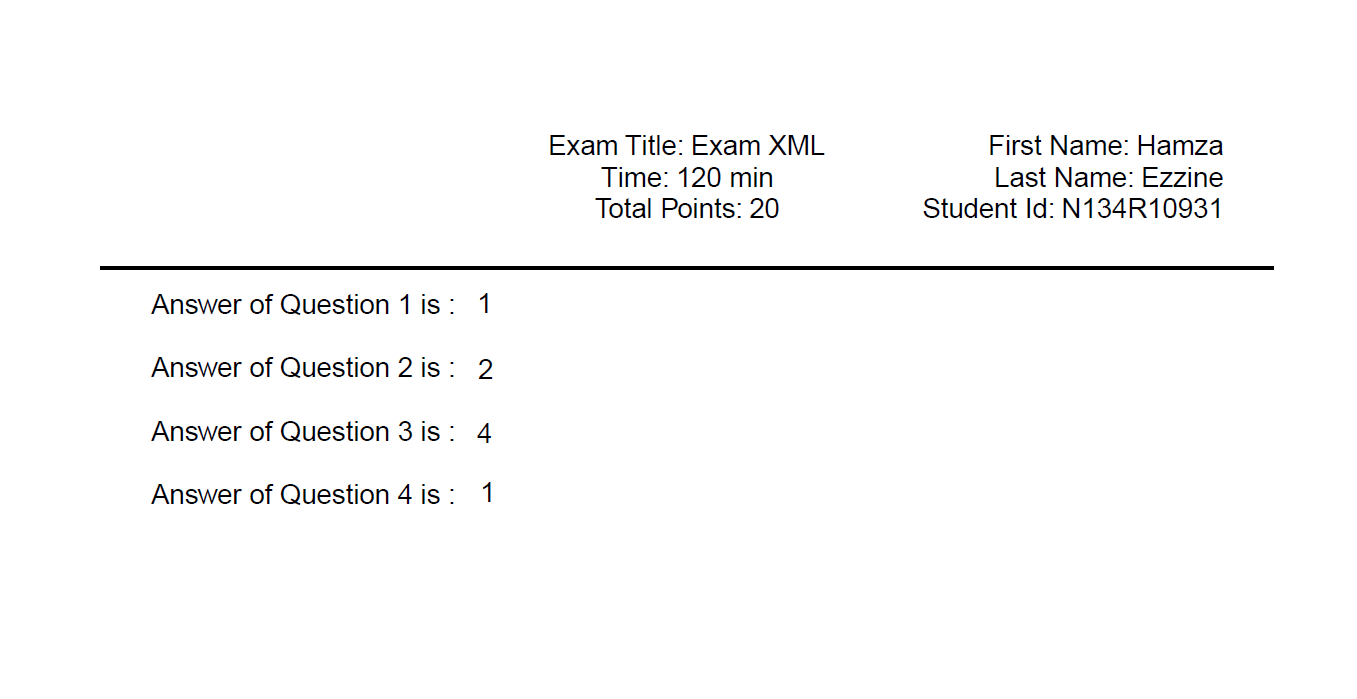 Exam Title: Exam XML
Time: 120 min
Total Points: 20
First Name: Hamza
Last Name: Ezzine
Student Id: N134R10931
Answer of Question 1 is : 1
Answer of Question 2 is : 2
Answer of Question 3 is : 4
Answer of Question 4 is : 1